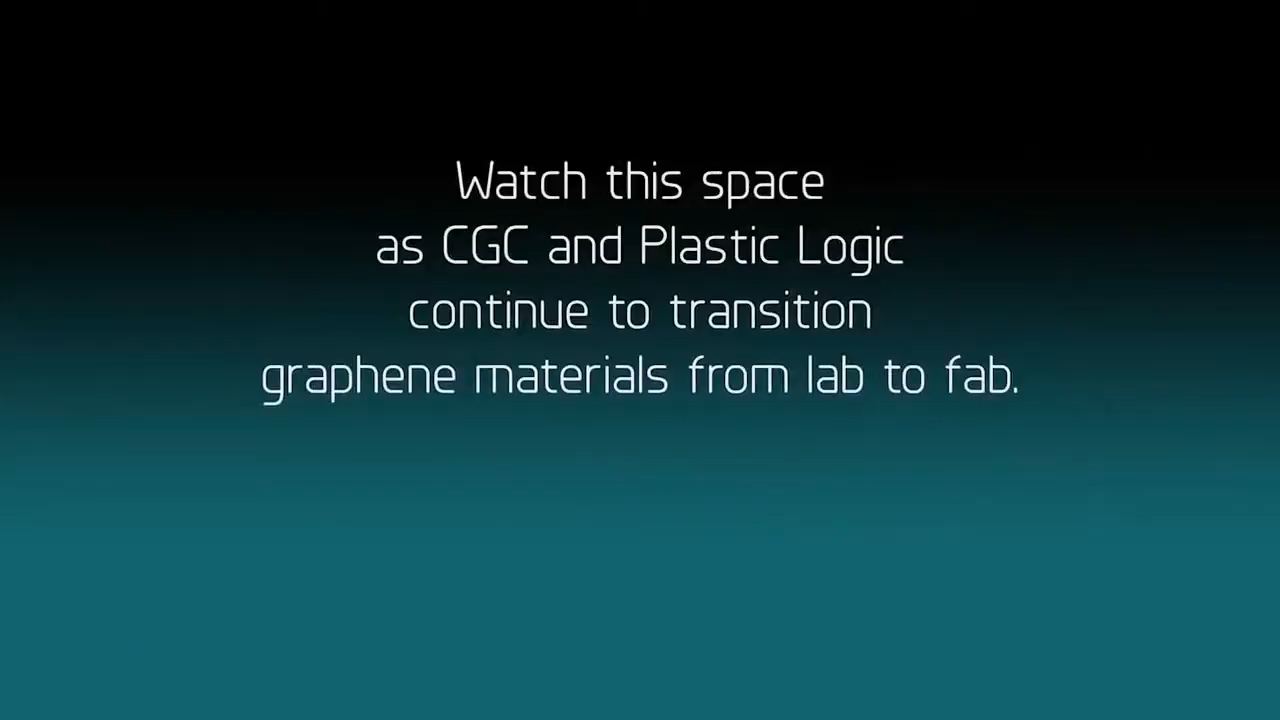 Watch this space
as CGC and Plastic Logic
continue to transition
graphene materials from lab to fab.